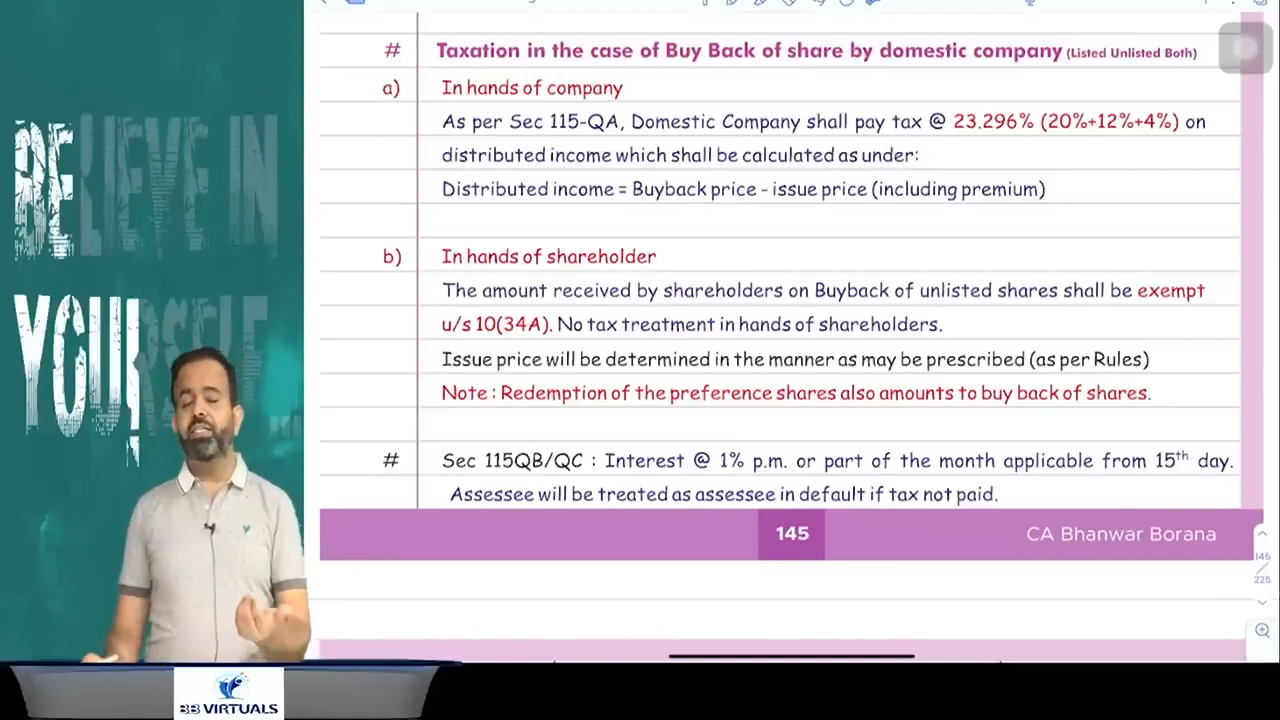 BELIEVE IN
YOURSELF
# Taxation in the case of Buy Back of share by domestic company (Listed Unlisted Both)
a) In hands of company
As per Sec 115-QA, Domestic Company shall pay tax @ 23.296% (20%+12%+4%) on
distributed income which shall be calculated as under:
Distributed income = Buyback price - issue price (including premium)
b) In hands of shareholder
The amount received by shareholders on Buyback of unlisted shares shall be exempt
u/s 10(34A). No tax treatment in hands of shareholders.
Issue price will be determined in the manner as may be prescribed (as per Rules)
Note : Redemption of the preference shares also amounts to buy back of shares.
# Sec 115QB/QC : Interest @ 1% p.m. or part of the month applicable from 15th day.
Assessee will be treated as assessee in default if tax not paid.
145 CA Bhanwar Borana
146
/
225
BB VIRTUALS